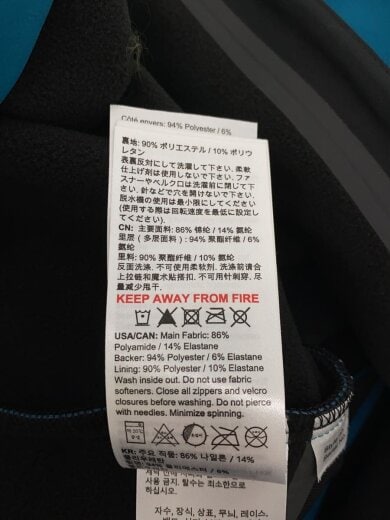 Côté envers: 94% Polyester / 6%
裏地: 90% ポリエステル / 10% ポリウ
レタン
表裏反対にして洗濯して下さい。柔軟
仕上げ剤は使用しないで下さい。ファ
スナーやベルクロは洗濯前に閉じて下
さい。針などで穴を開けないで下さい。
脱水機の使用は最小限にしてください
(使用する際は回転速度を最低に設定し
てください).
CN: 主要面料: 86% 锦纶 / 14% 氨纶
里层 (多层面料): 94% 聚酯纤维 / 6%
氨纶
里料: 90% 聚酯纤维 / 10% 氨纶
反面洗涤. 不可使用柔软剂. 洗涤前请合
上拉链和魔术贴搭扣. 不可用针刺穿. 尽
量减少甩干.
KEEP AWAY FROM FIRE
USA/CAN: Main Fabric: 86%
Polyamide / 14% Elastane
Backer: 94% Polyester / 6% Elastane
Lining: 90% Polyester / 10% Elastane
Wash inside out. Do not use fabric
softeners. Close all zippers and velcro
closures before washing. Do not pierce
with needles. Minimize spinning.
KR: 주요 직물: 86% 나일론 / 14%
사용 금지. 찢는 최소한으로
자수, 장식, 상표, 무늬, 레이스,